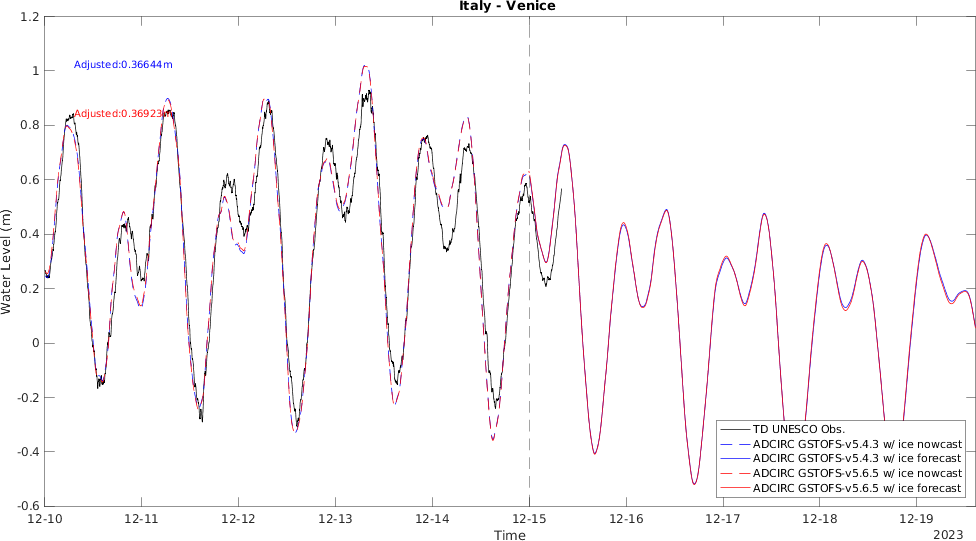 Italy - Venice
1.2
1
0.8
0.6
0.4
0.2
0
-0.2
-0.4
-0.6
Water Level (m)
Adjusted:0.36644m
Adjusted:0.36923m
TD UNESCO Obs.
ADCIRC GSTOFS-v5.4.3 w/ ice nowcast
ADCIRC GSTOFS-v5.4.3 w/ ice forecast
ADCIRC GSTOFS-v5.6.5 w/ ice nowcast
ADCIRC GSTOFS-v5.6.5 w/ ice forecast
12-10 12-11 12-12 12-13 12-14 12-15 12-16 12-17 12-18 12-19
Time
2023